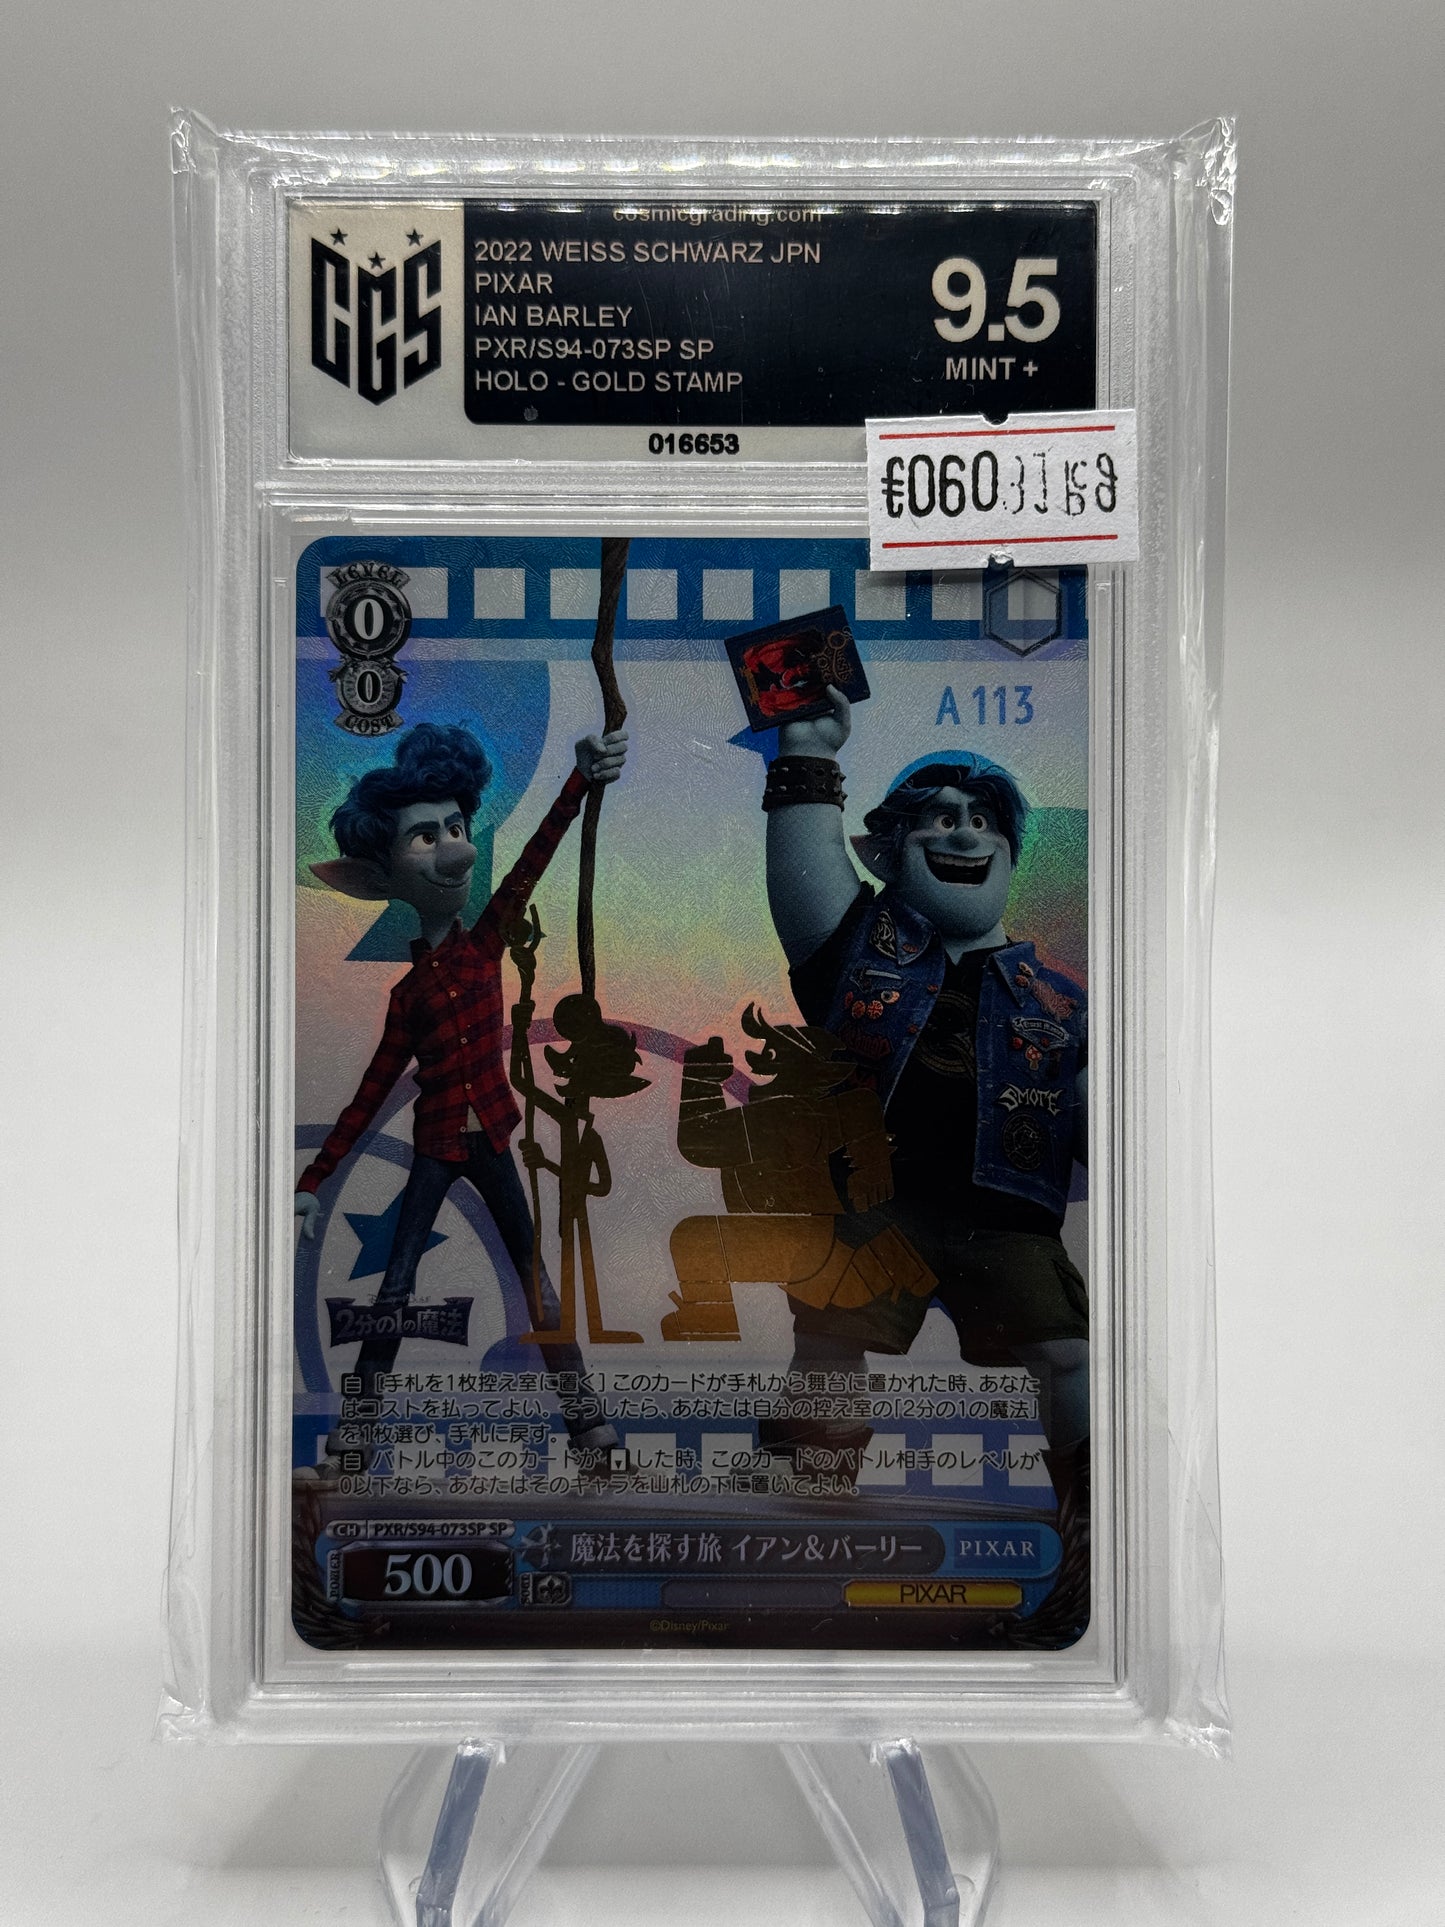 cosmicgrading.com
CGS
2022 WEISS SCHWARZ JPN
PIXAR
IAN BARLEY
PXR/S94-073SP SP
HOLO - GOLD STAMP
9.5
MINT +
016653
€060
LEVEL
0
0
COST
A 113
SMOTE
2分の1の魔法
自 [手札を1枚控え室に置く] このカードが手札から舞台に置かれた時、あなた
はコストを払ってよい。そうしたら、あなたは自分の控え室の「2分の1の魔法」
を1枚選び、手札に戻す。
自 バトル中のこのカードが した時、このカードのバトル相手のレベルが
0以下なら、あなたはそのキャラを山札の下に置いてよい。
CH PXR/S94-073SP SP
POWER 500
魔法を探す旅 イアン&バーリー
PIXAR
SOUL
PIXAR
©Disney/Pixar